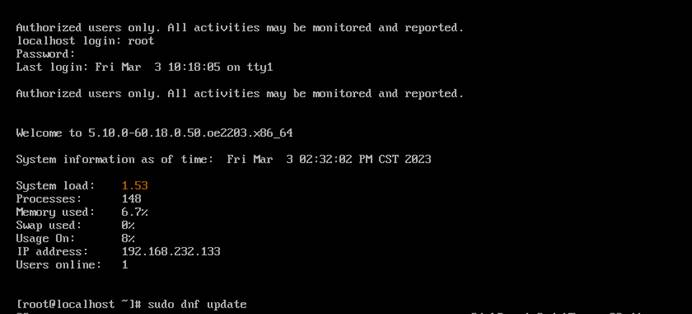 Authorized users only. All activities may be monitored and reported.
localhost login: root
Password:
Last login: Fri Mar  3 10:18:05 on tty1
Authorized users only. All activities may be monitored and reported.
Welcome to 5.10.0-60.18.0.50.oe2203.x86_64
System information as of time:  Fri Mar  3 02:32:02 PM CST 2023
System load:    1.53
Processes:      148
Memory used:    6.7%
Swap used:      0%
Usage On:       8%
IP address:     192.168.232.133
Users online:   1
[root@localhost ~]# sudo dnf update